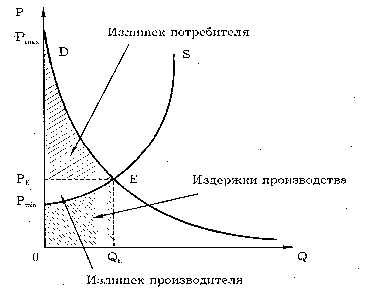 P
Pmax
Излишек потребителя
D
S
PE
E
Издержки производства
Pmin
0
QE
Q
Излишек производителя